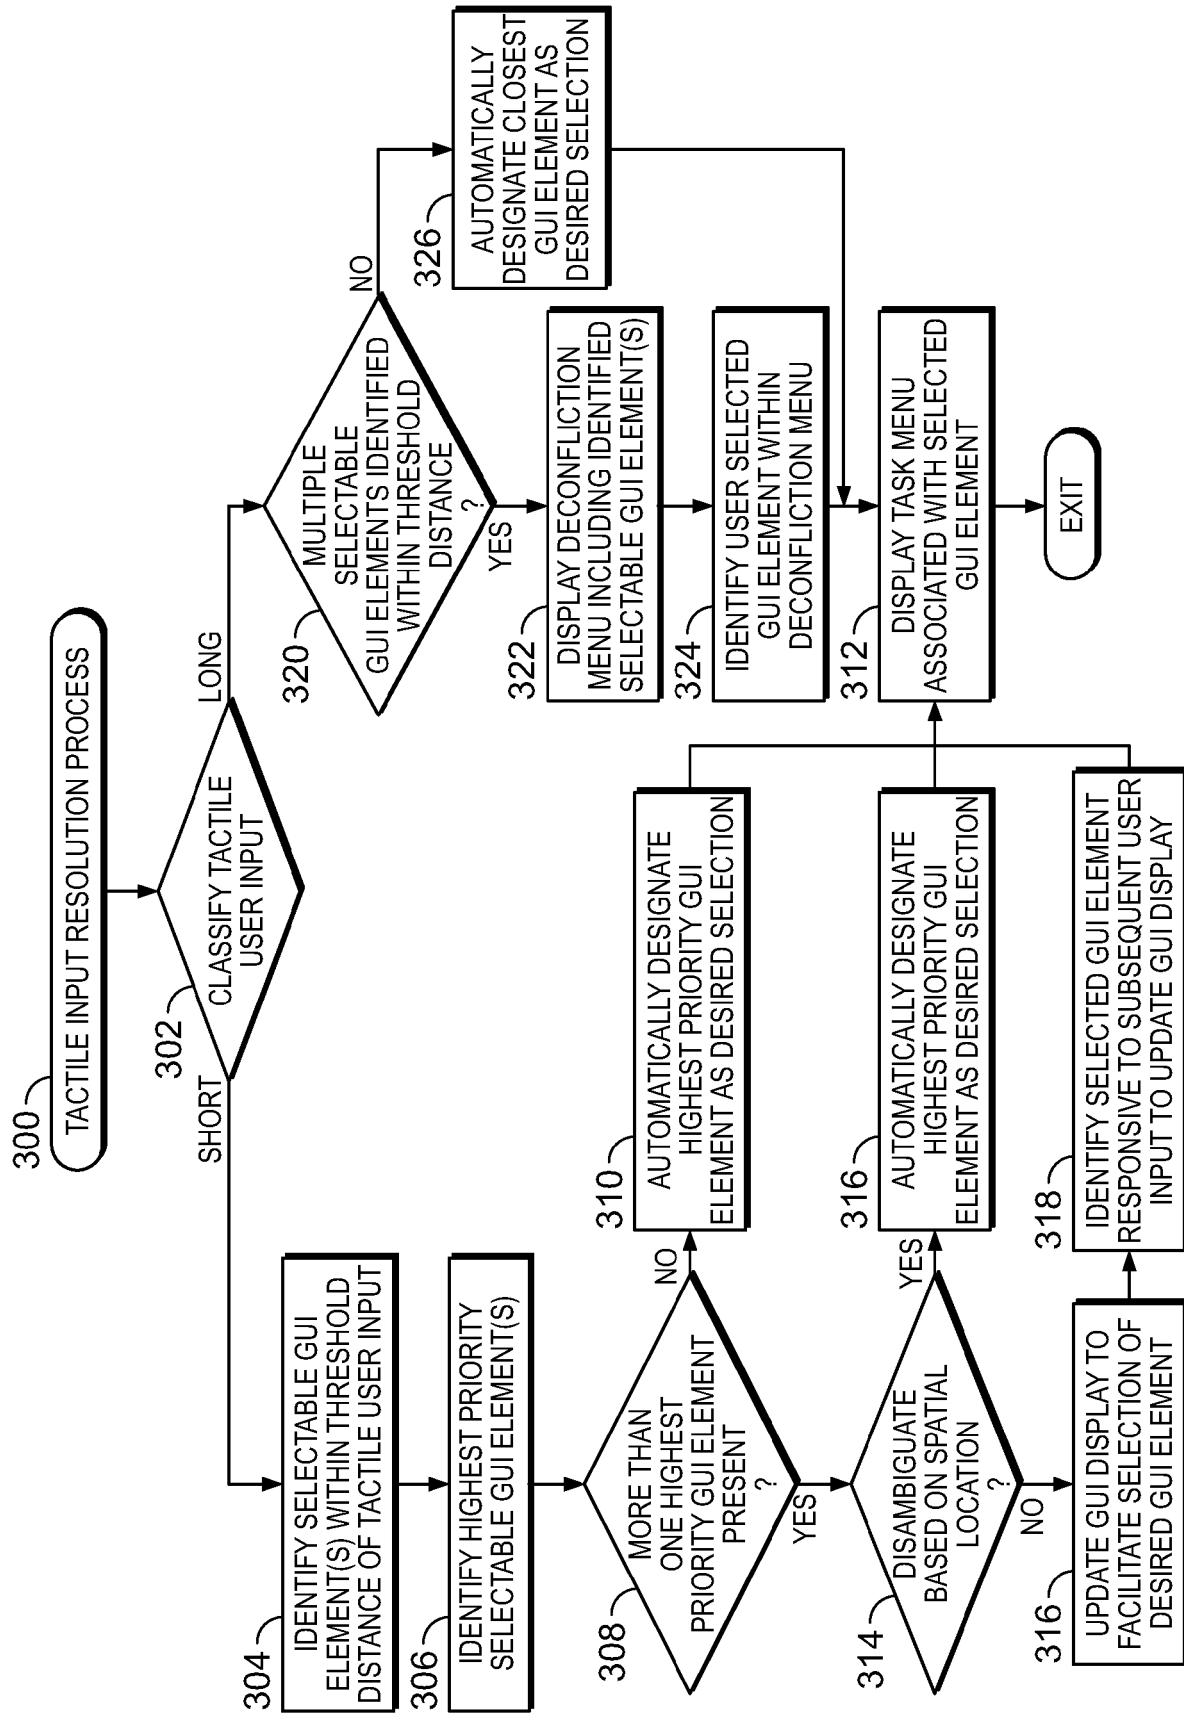 300
TACTILE INPUT RESOLUTION PROCESS
302
CLASSIFY TACTILE
USER INPUT
SHORT
LONG
304
IDENTIFY SELECTABLE GUI
ELEMENT(S) WITHIN THRESHOLD
DISTANCE OF TACTILE USER INPUT
306
IDENTIFY HIGHEST PRIORITY
SELECTABLE GUI ELEMENT(S)
308
MORE THAN
ONE HIGHEST
PRIORITY GUI ELEMENT
PRESENT
?
NO
YES
310
AUTOMATICALLY DESIGNATE
HIGHEST PRIORITY GUI
ELEMENT AS DESIRED SELECTION
314
DISAMBIGUATE
BASED ON SPATIAL
LOCATION
?
YES
NO
316
AUTOMATICALLY DESIGNATE
HIGHEST PRIORITY GUI
ELEMENT AS DESIRED SELECTION
316
UPDATE GUI DISPLAY TO
FACILITATE SELECTION OF
DESIRED GUI ELEMENT
318
IDENTIFY SELECTED GUI ELEMENT
RESPONSIVE TO SUBSEQUENT USER
INPUT TO UPDATE GUI DISPLAY
320
MULTIPLE
SELECTABLE
GUI ELEMENTS IDENTIFIED
WITHIN THRESHOLD
DISTANCE
?
NO
YES
322
DISPLAY DECONFLICTION
MENU INCLUDING IDENTIFIED
SELECTABLE GUI ELEMENT(S)
324
IDENTIFY USER SELECTED
GUI ELEMENT WITHIN
DECONFLICTION MENU
326
AUTOMATICALLY
DESIGNATE CLOSEST
GUI ELEMENT AS
DESIRED SELECTION
312
DISPLAY TASK MENU
ASSOCIATED WITH SELECTED
GUI ELEMENT
EXIT